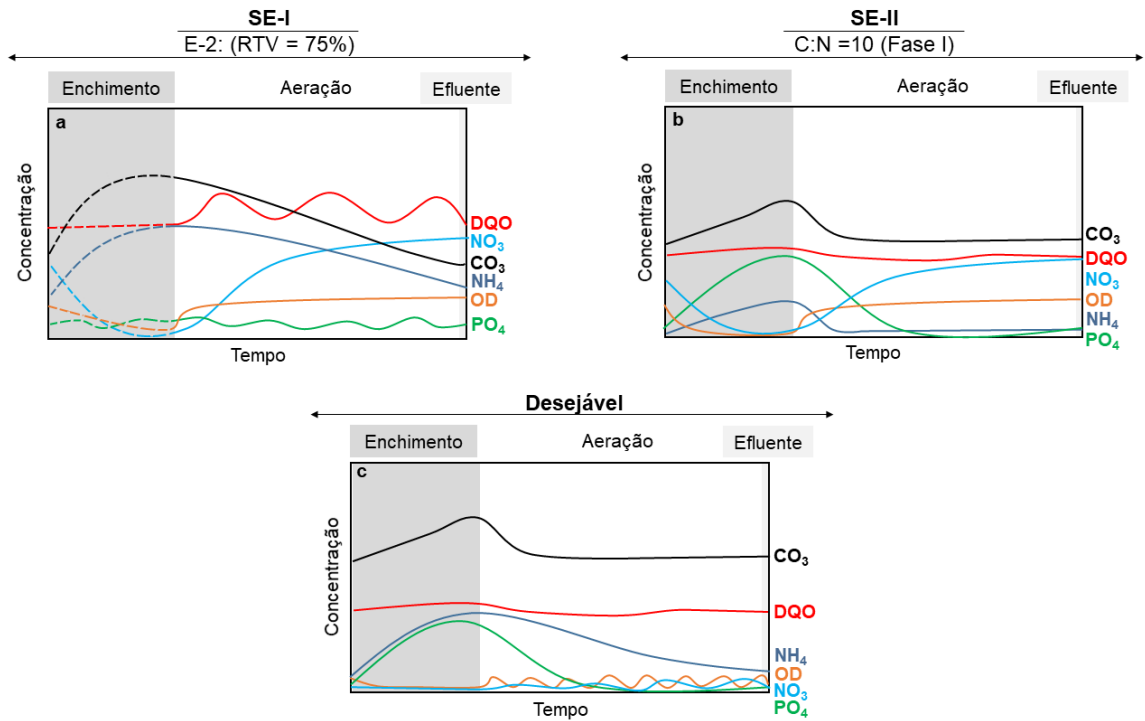 SE-I
E-2: (RTV = 75%)
Enchimento
Aeração
Efluente
a
Concentração
DQO
NO₃
CO₃
NH₄
OD
PO₄
Tempo
SE-II
C:N =10 (Fase I)
Enchimento
Aeração
Efluente
b
Concentração
CO₃
DQO
NO₃
OD
NH₄
PO₄
Tempo
Desejável
Enchimento
Aeração
Efluente
c
Concentração
CO₃
DQO
NH₄
OD
NO₃
PO₄
Tempo